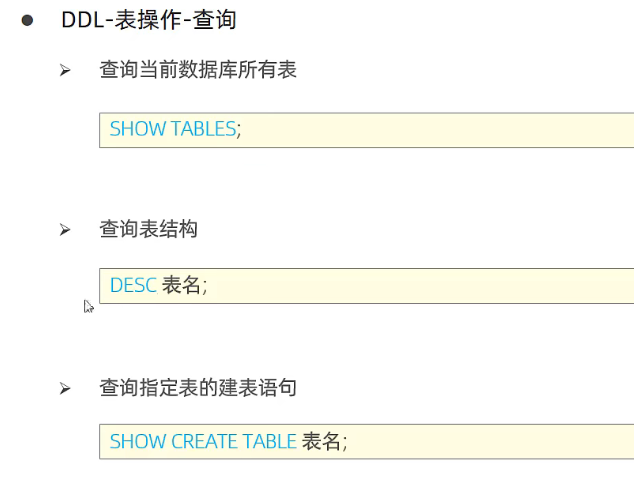 DDL-表操作-查询
查询当前数据库所有表
SHOW TABLES;
查询表结构
DESC 表名;
查询指定表的建表语句
SHOW CREATE TABLE 表名;